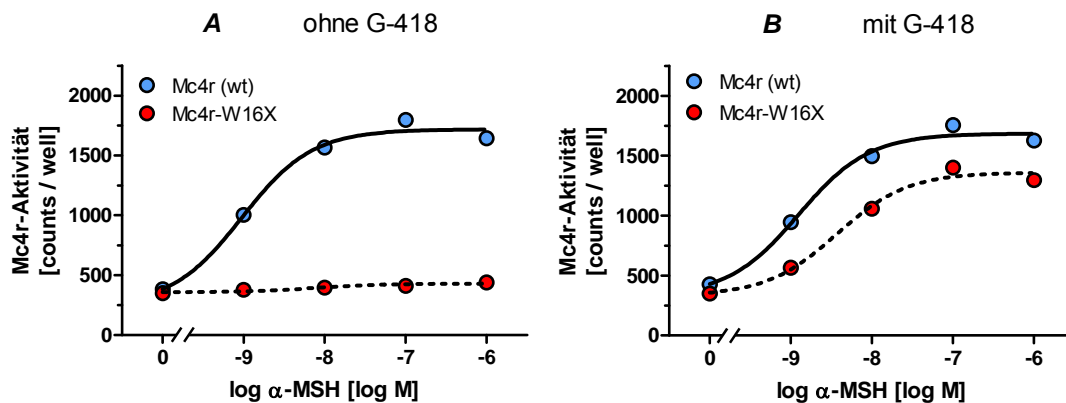 A ohne G-418
Mc4r (wt)
Mc4r-W16X
2000
1500
1000
500
0
Mc4r-Aktivität
[counts / well]
0 -9 -8 -7 -6
log α-MSH [log M]
B mit G-418
Mc4r (wt)
Mc4r-W16X
2000
1500
1000
500
0
Mc4r-Aktivität
[counts / well]
0 -9 -8 -7 -6
log α-MSH [log M]